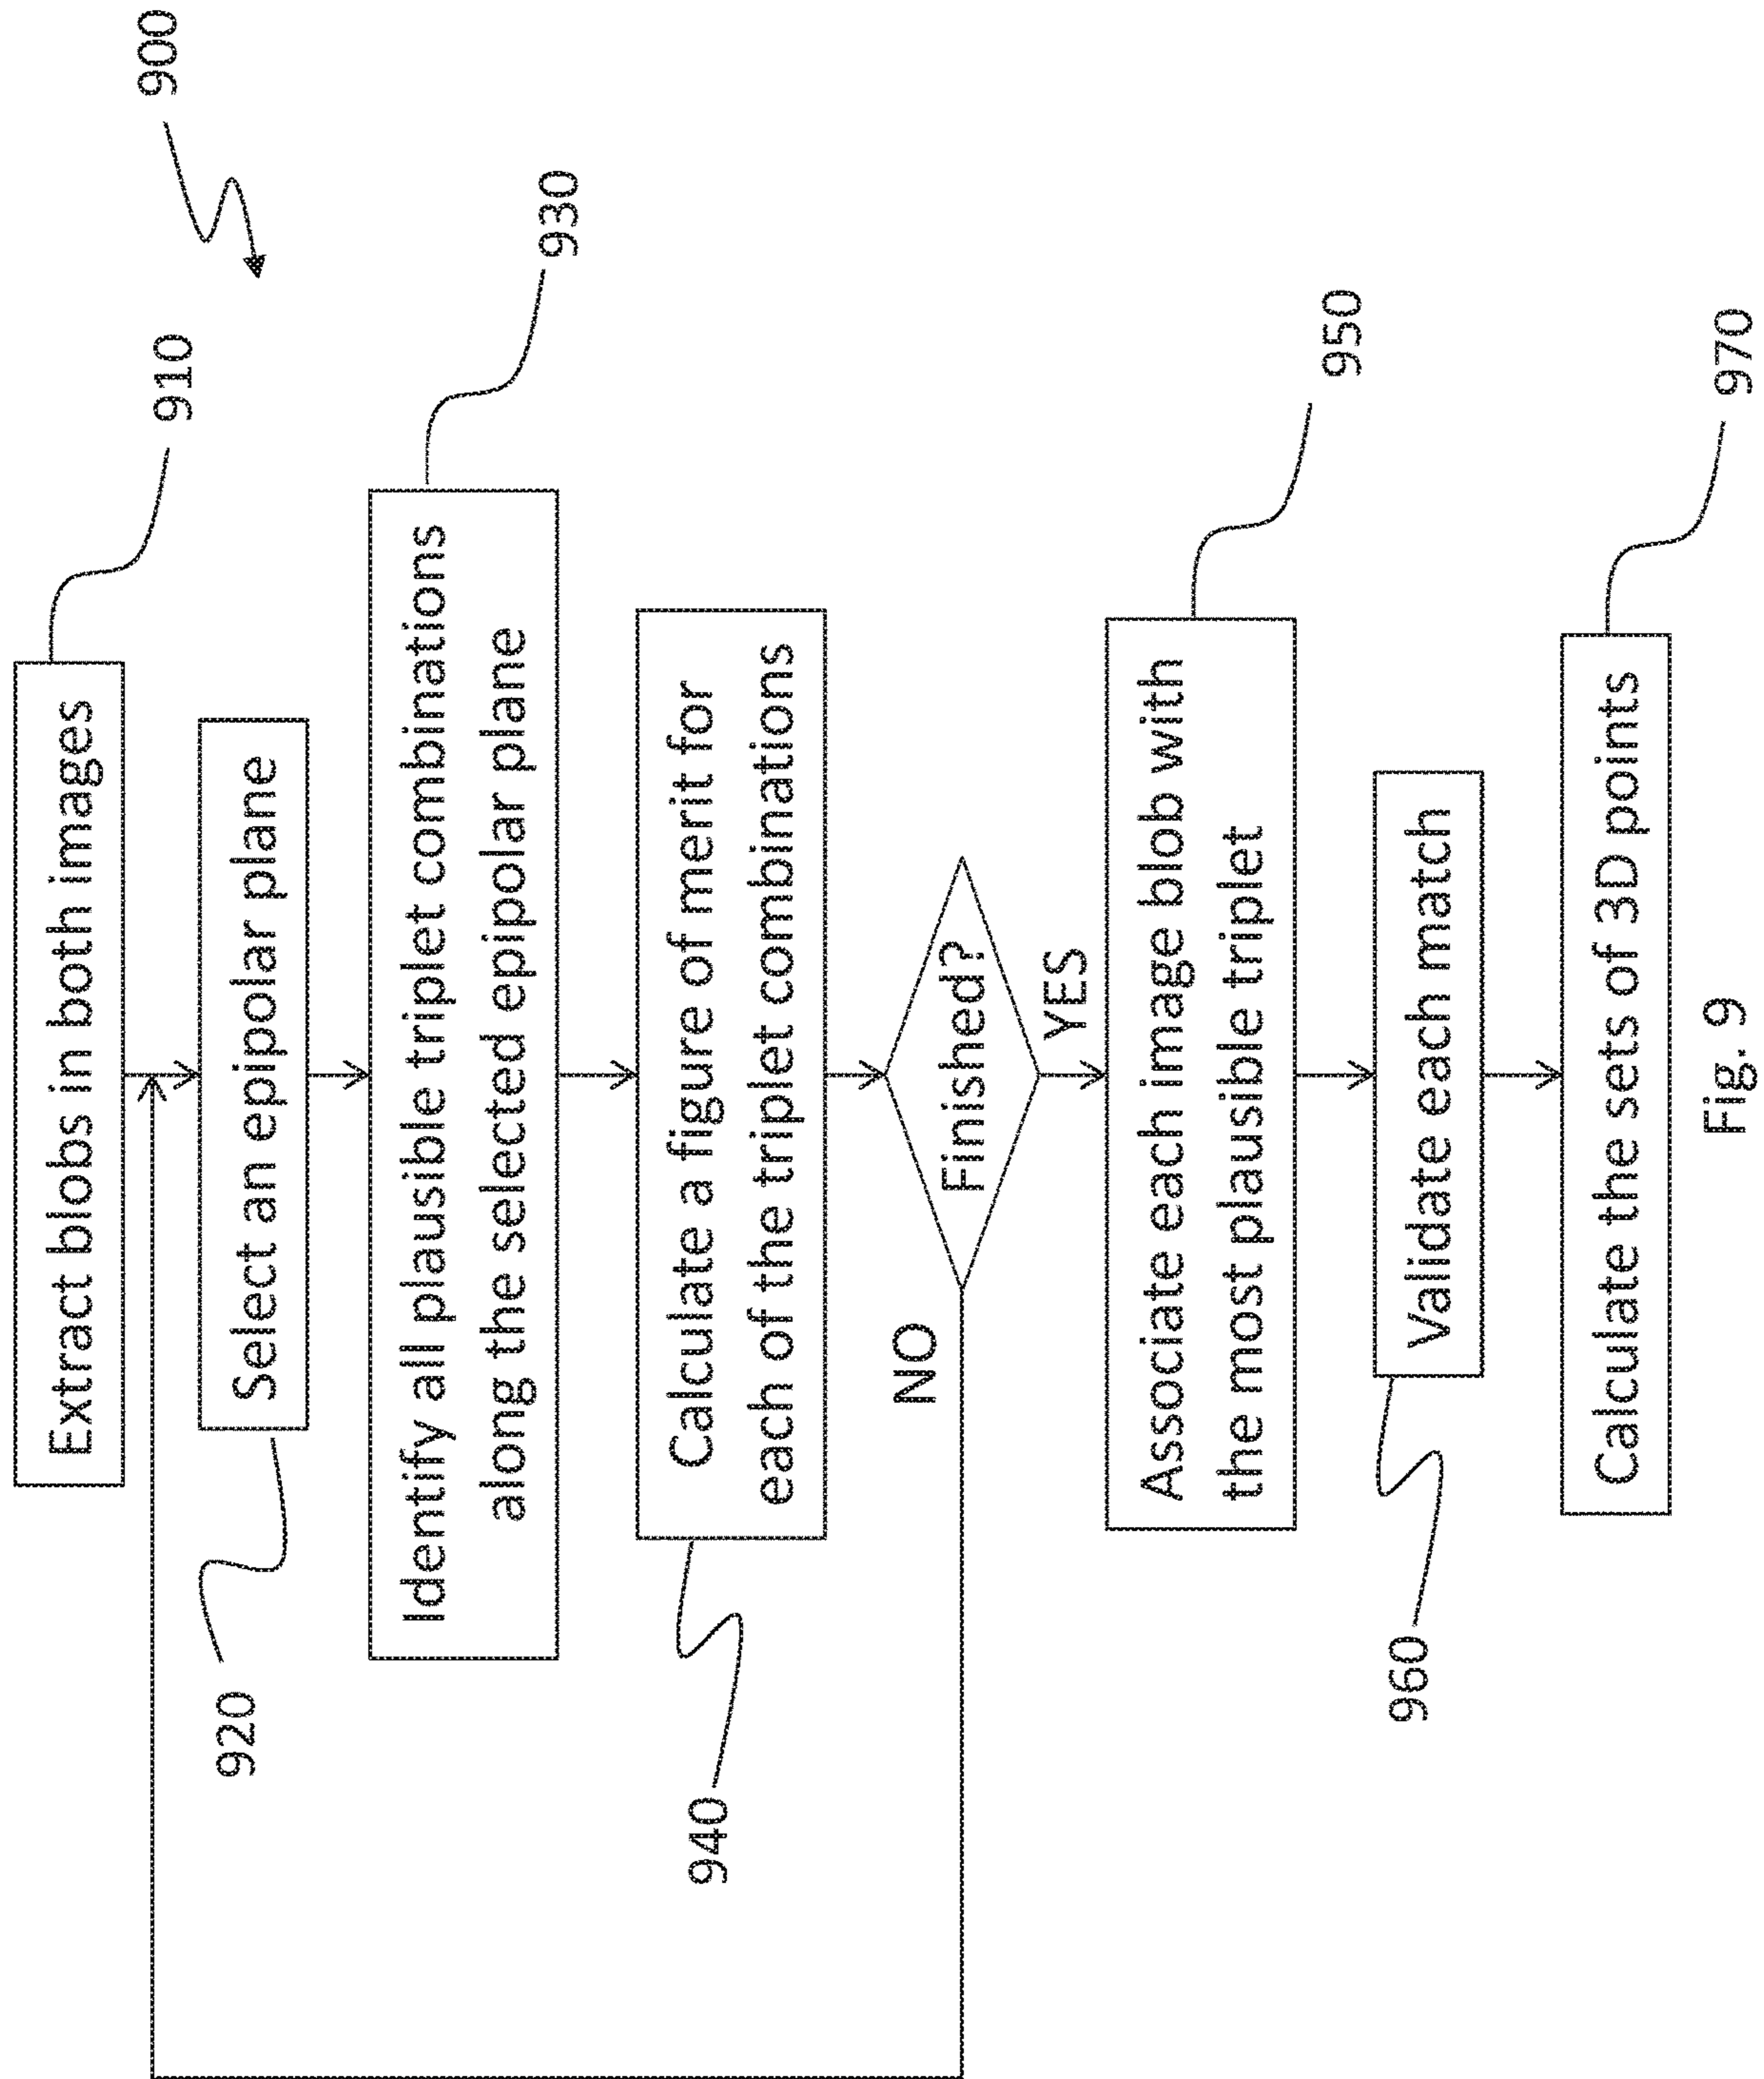 900
Extract blobs in both images
910
Select an epipolar plane
920
Identify all plausible triplet combinations
along the selected epipolar plane
930
Calculate a figure of merit for
each of the triplet combinations
940
Finished?
NO
YES
Associate each image blob with
the most plausible triplet
950
Validate each match
960
Calculate the sets of 3D points
970
Fig. 9